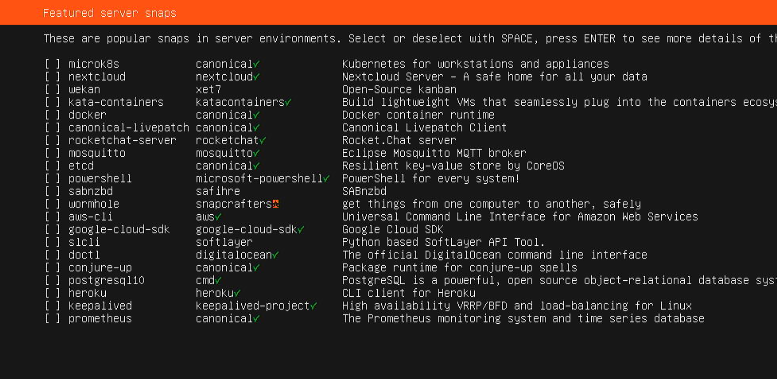 Featured server snaps
These are popular snaps in server environments. Select or deselect with SPACE, press ENTER to see more details of
[ ] microk8s canonical✓ Kubernetes for workstations and appliances
[ ] nextcloud nextcloud✓ Nextcloud Server - A safe home for all your data
[ ] wekan xet7 Open-Source kanban
[ ] kata-containers katacontainers✓ Build lightweight VMs that seamlessly plug into the containers ecosys
[ ] docker canonical✓ Docker container runtime
[ ] canonical-livepatch canonical✓ Canonical Livepatch Client
[ ] rocketchat-server rocketchat✓ Rocket.Chat server
[ ] mosquitto mosquitto✓ Eclipse Mosquitto MQTT broker
[ ] etcd canonical✓ Resilient key-value store by CoreOS
[ ] powershell microsoft-powershell✓ PowerShell for every system!
[ ] sabnzbd safihre SABnzbd
[ ] wormhole snapcrafters get things from one computer to another, safely
[ ] aws-cli aws✓ Universal Command Line Interface for Amazon Web Services
[ ] google-cloud-sdk google-cloud-sdk✓ Google Cloud SDK
[ ] slcli softlayer Python based SoftLayer API Tool.
[ ] doctl digitalocean✓ The official DigitalOcean command line interface
[ ] conjure-up canonical✓ Package runtime for conjure-up spells
[ ] postgresql10 cmd✓ PostgreSQL is a powerful, open source object-relational database sys
[ ] heroku heroku✓ CLI client for Heroku
[ ] keepalived keepalived-project✓ High availability VRRP/BFD and load-balancing for Linux
[ ] prometheus canonical✓ The Prometheus monitoring system and time series database